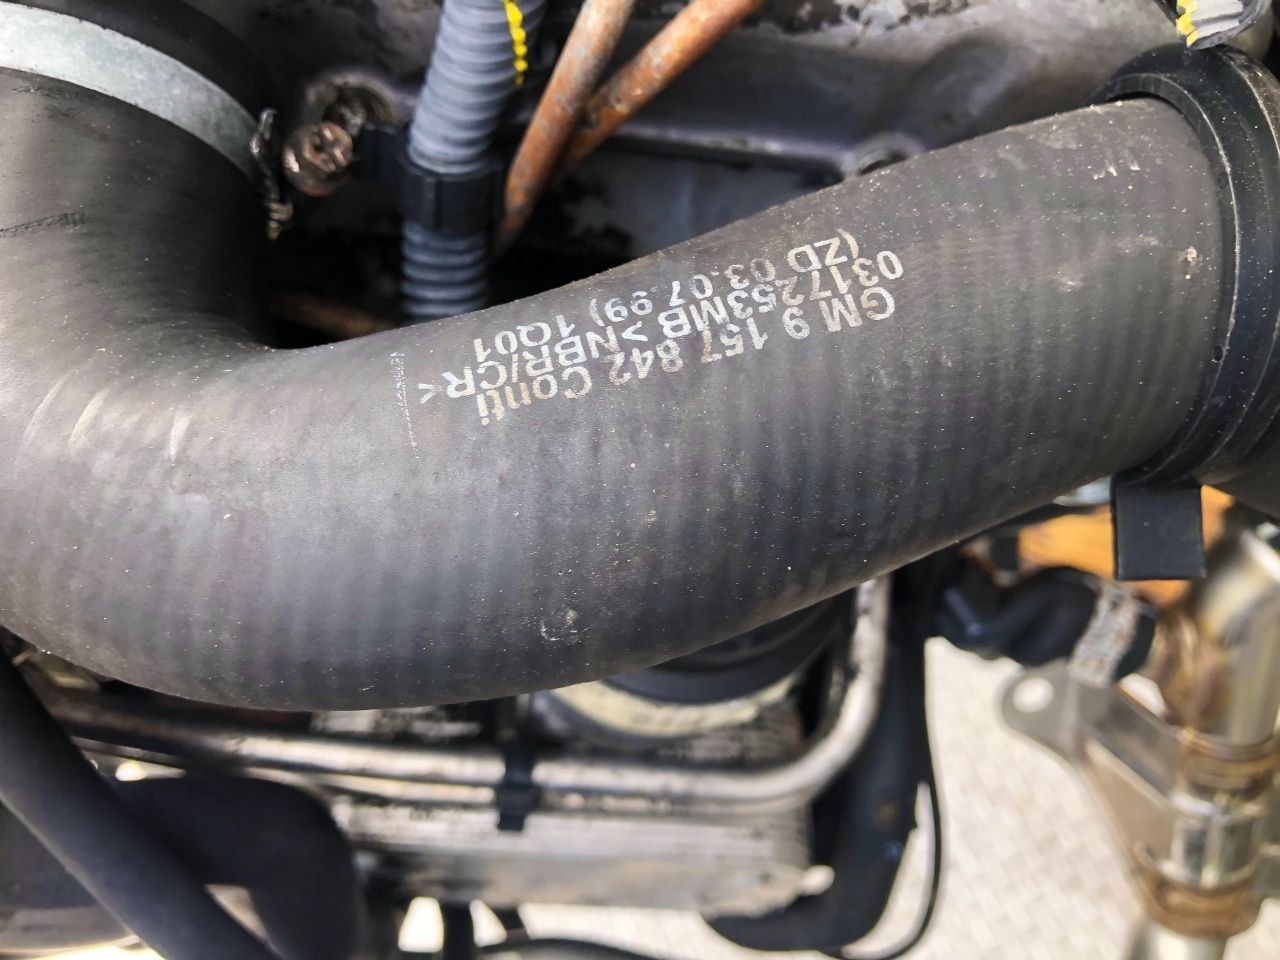 GM 9 157 842 Conti
0317253MB >NBR/CR<
(ZD 03.07.99) 1Q01